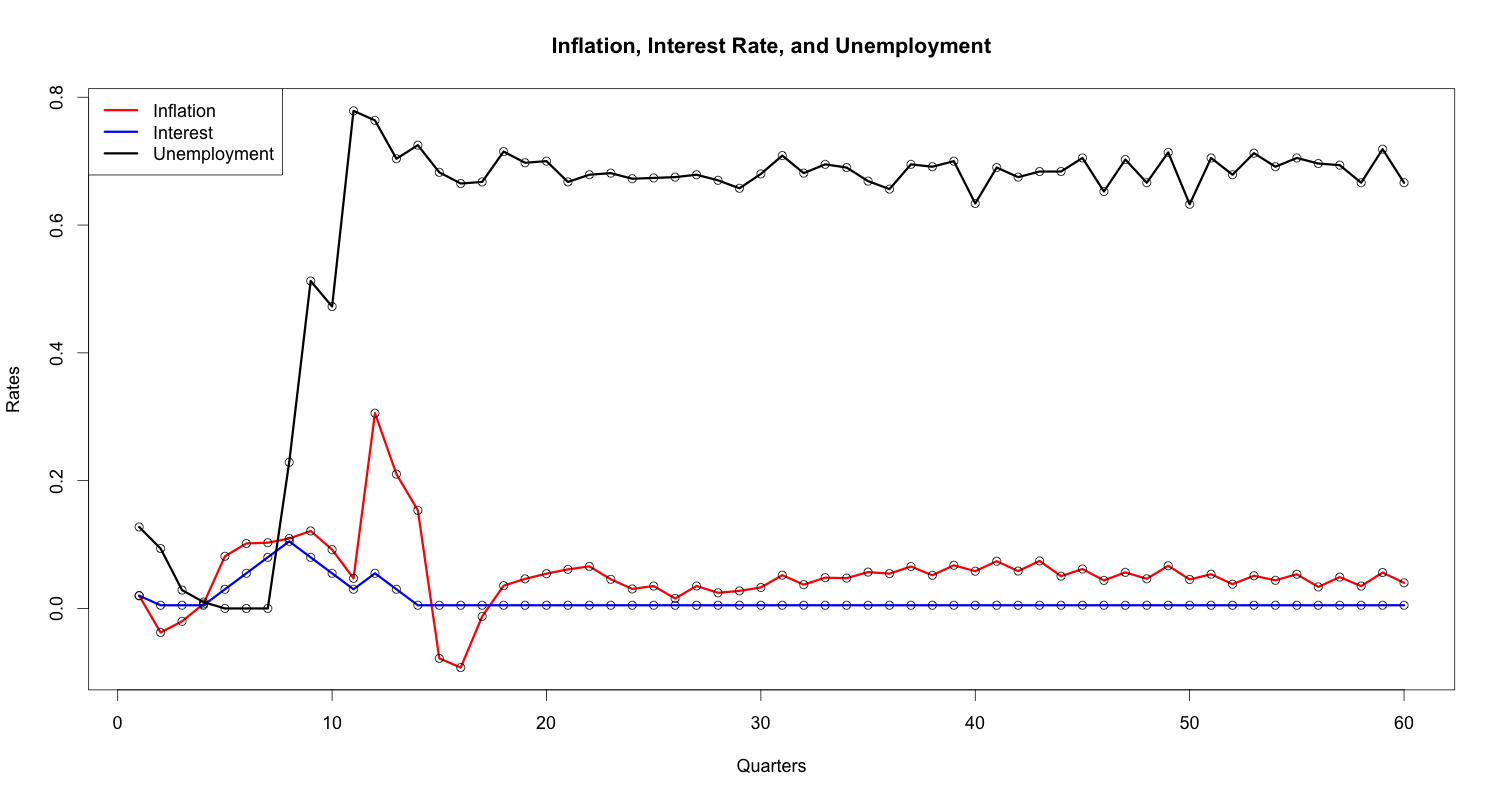 Inflation, Interest Rate, and Unemployment
Inflation
Interest
Unemployment
0.8
0.6
0.4
0.2
0.0
Rates
0 10 20 30 40 50 60
Quarters